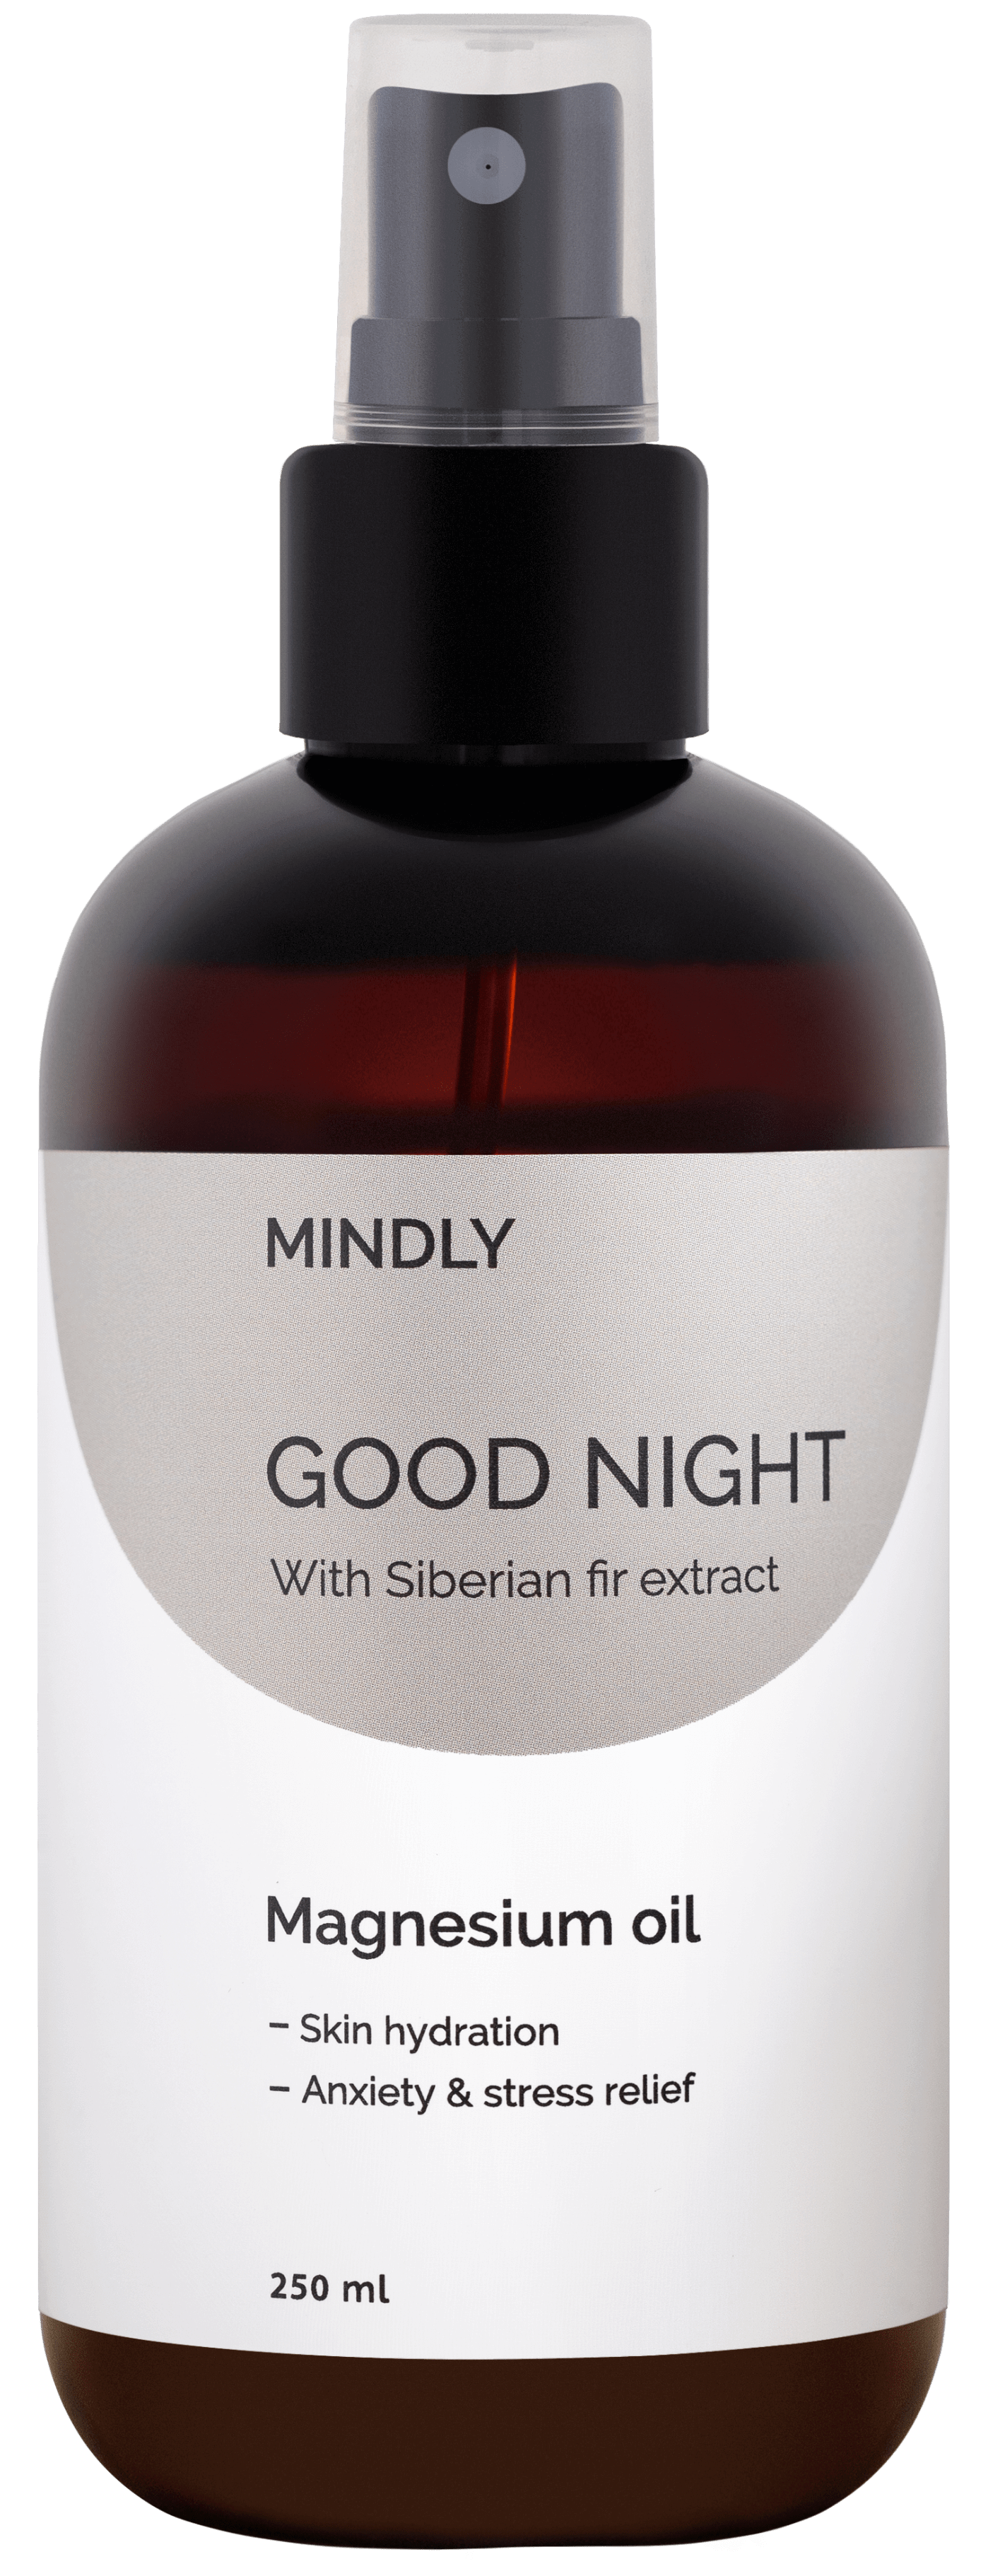 MINDLY
GOOD NIGHT
With Siberian fir extract
Magnesium oil
– Skin hydration
– Anxiety & stress relief
250 ml